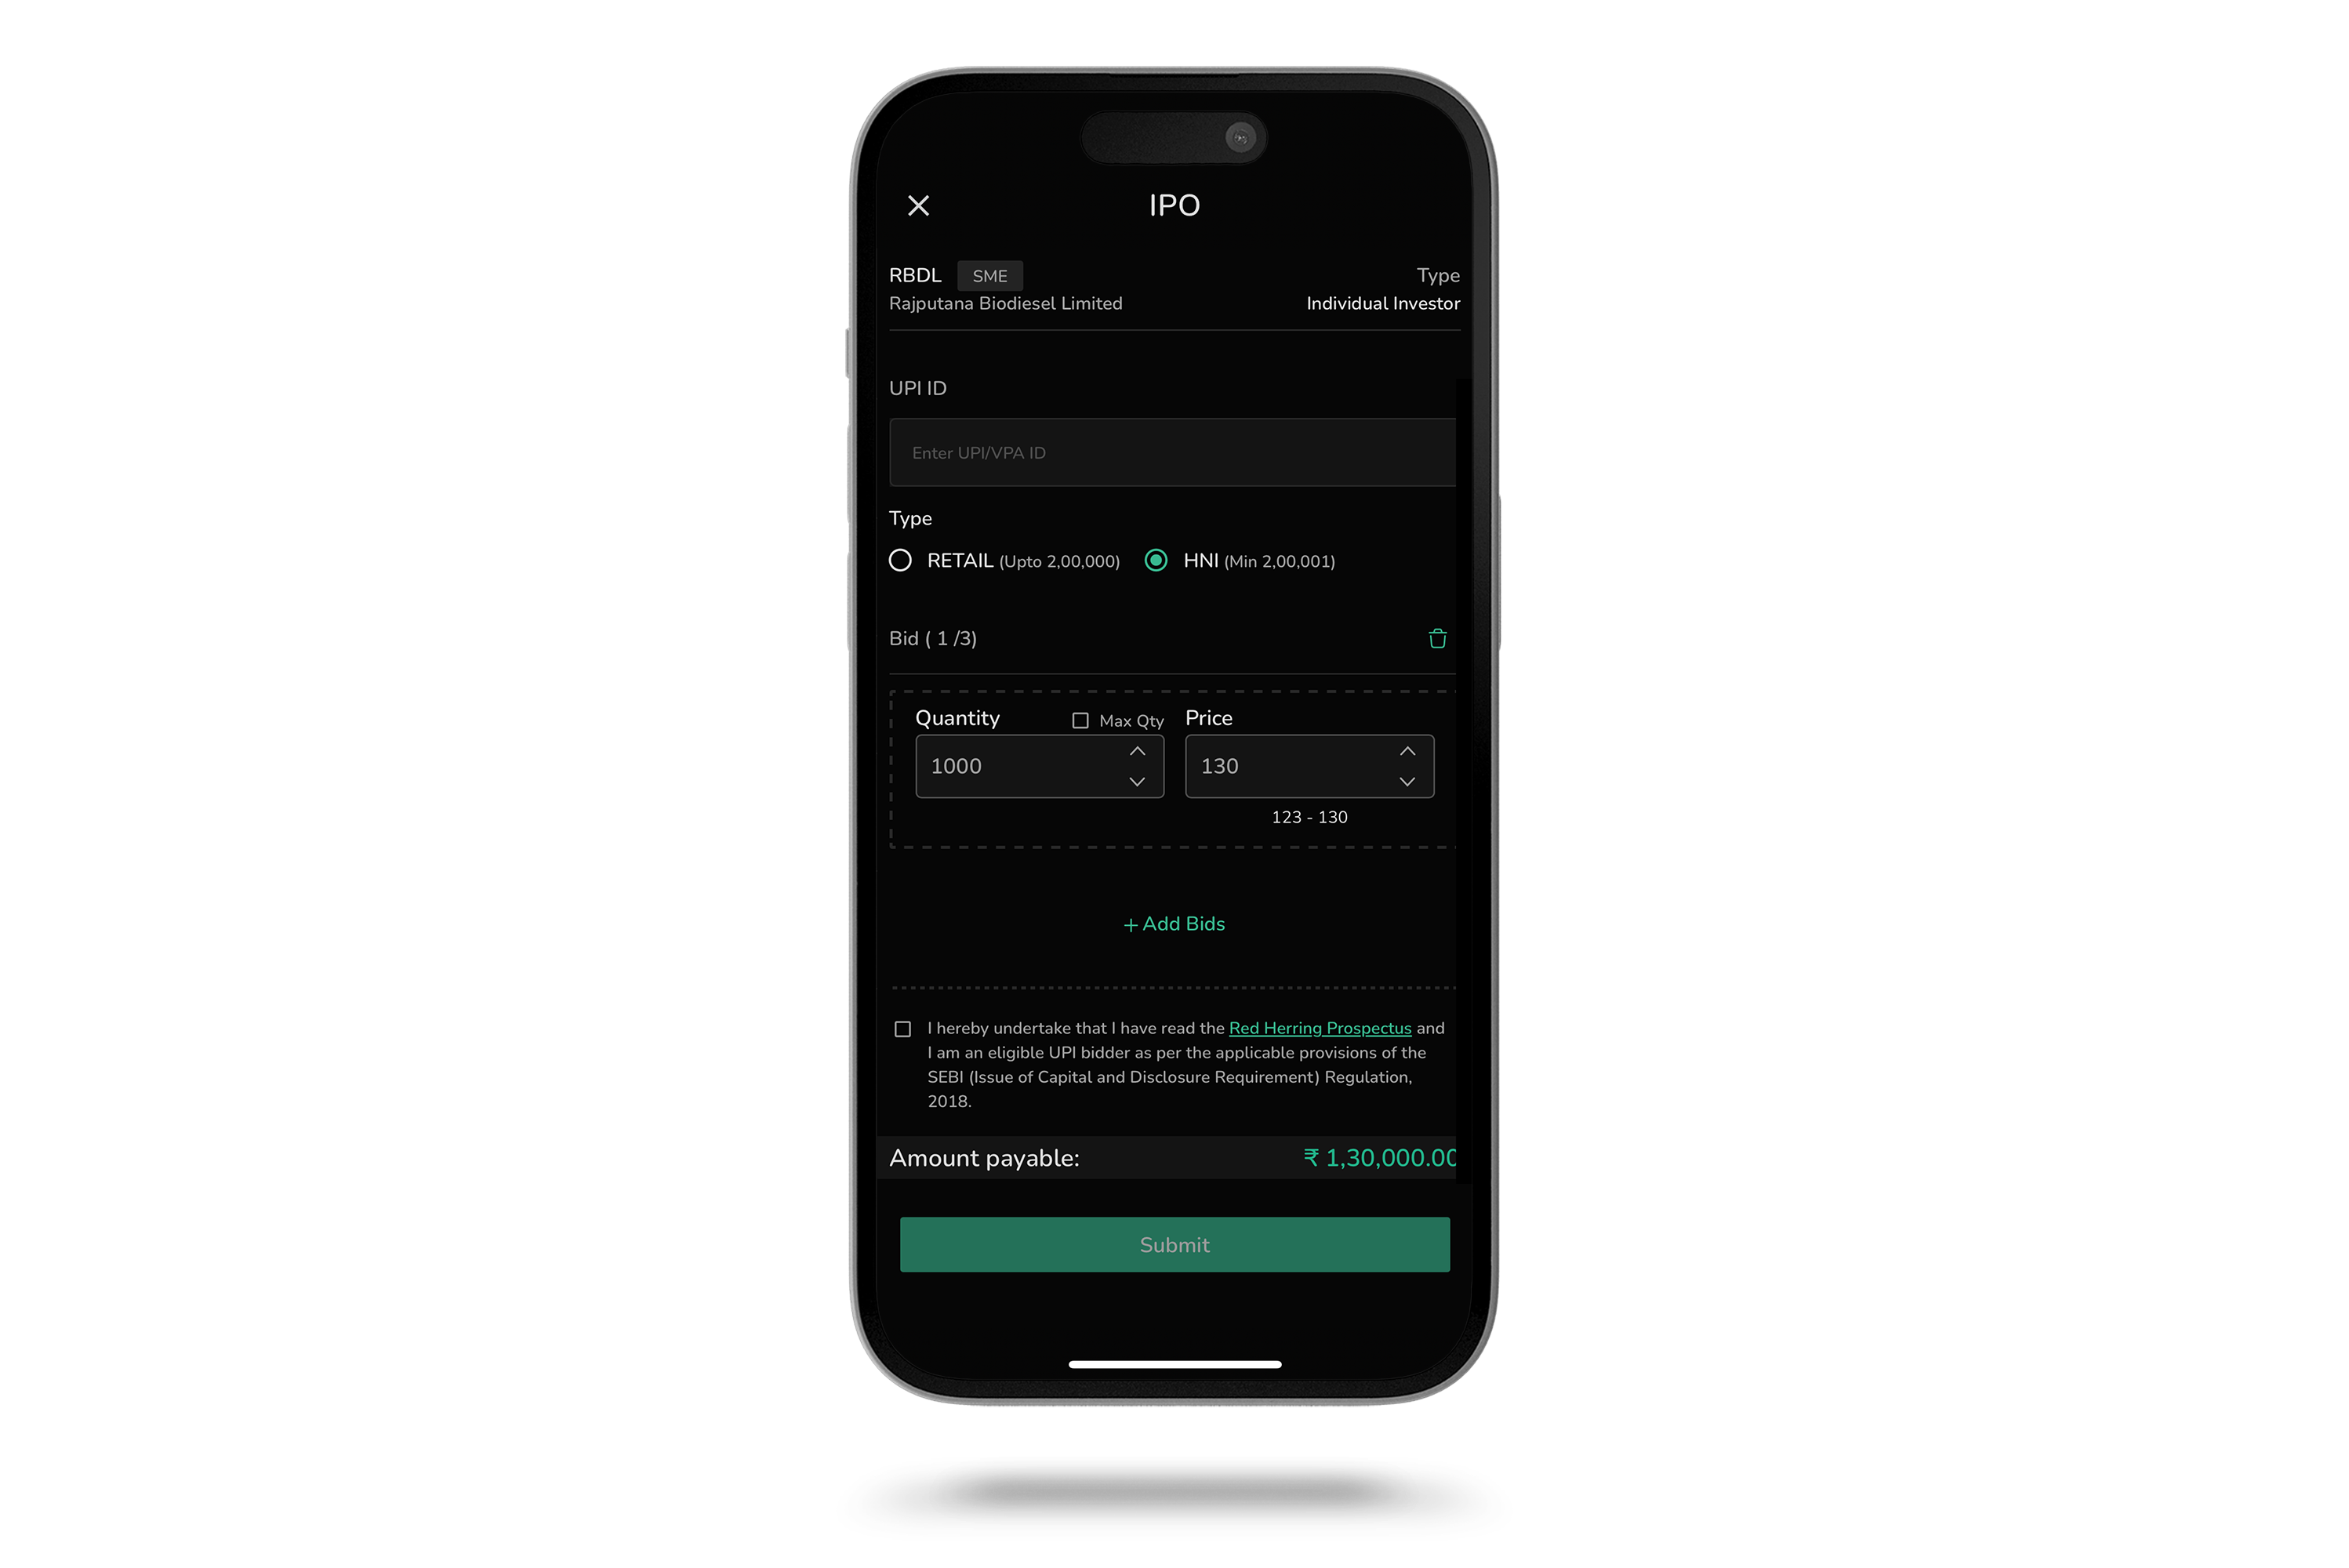 IPO
RBDL SME Type
Rajputana Biodiesel Limited Individual Investor
UPI ID
Enter UPI/VPA ID
Type
RETAIL (Upto 2,00,000) HNI (Min 2,00,001)
Bid ( 1 /3)
Quantity Max Qty Price
1000 130
123 - 130
+ Add Bids
I hereby undertake that I have read the Red Herring Prospectus and
I am an eligible UPI bidder as per the applicable provisions of the
SEBI (Issue of Capital and Disclosure Requirement) Regulation,
2018.
Amount payable: ₹ 1,30,000.00
Submit